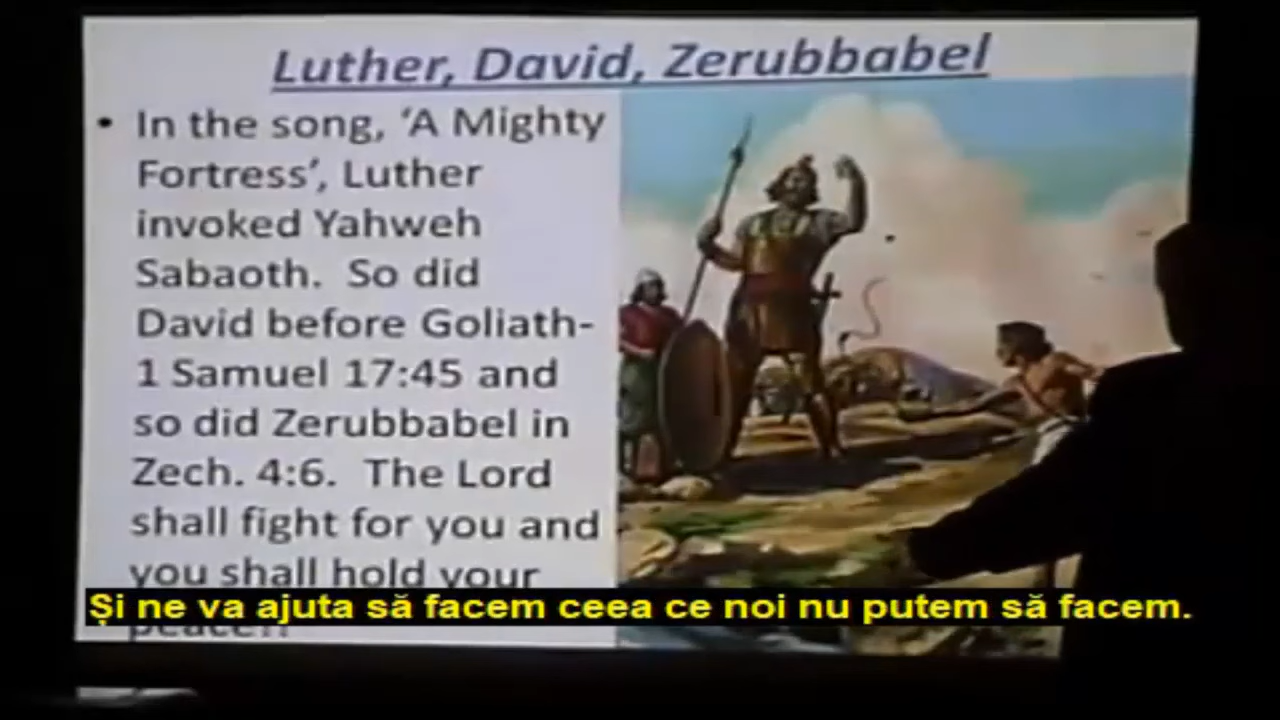 Luther, David, Zerubbabel
• In the song, ‘A Mighty
Fortress’, Luther
invoked Yahweh
Sabaoth. So did
David before Goliath-
1 Samuel 17:45 and
so did Zerubbabel in
Zech. 4:6. The Lord
shall fight for you and
you shall hold your
Și ne va ajuta să facem ceea ce noi nu putem să facem.